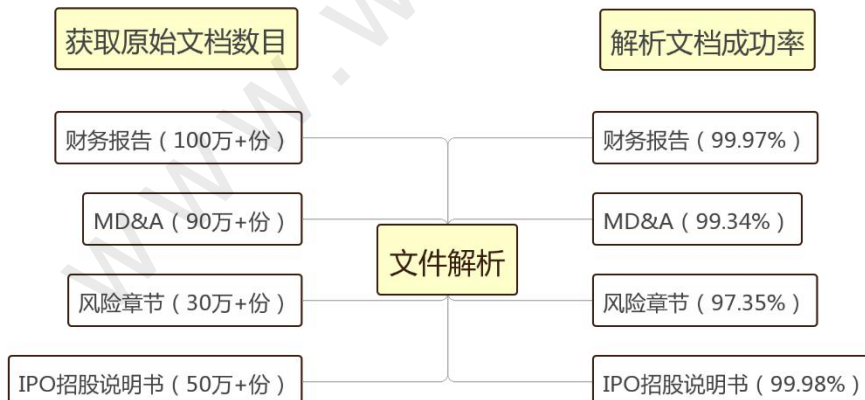 获取原始文档数目
解析文档成功率
财务报告（100万+份）
财务报告（99.97%）
MD&A（90万+份）
MD&A（99.34%）
文件解析
风险章节（30万+份）
风险章节（97.35%）
IPO招股说明书（50万+份）
IPO招股说明书（99.98%）
www.w